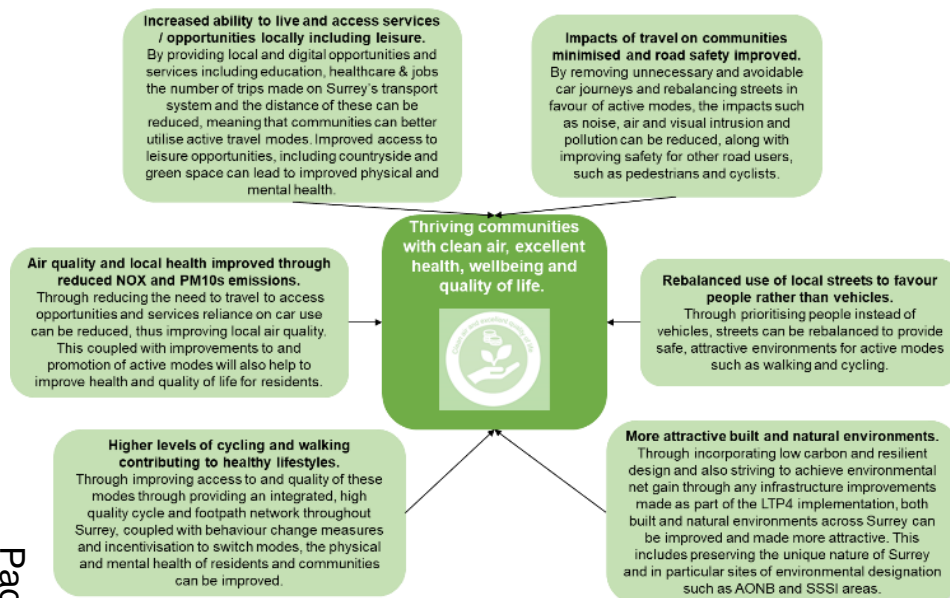 Increased ability to live and access services
/ opportunities locally including leisure.
By providing local and digital opportunities and
services including education, healthcare & jobs
the number of trips made on Surrey's transport
system and the distance of these can be
reduced, meaning that communities can better
utilise active travel modes. Improved access to
leisure opportunities, including countryside and
green space can lead to improved physical and
mental health.
Impacts of travel on communities
minimised and road safety improved.
By removing unnecessary and avoidable
car journeys and rebalancing streets in
favour of active modes, the impacts such
as noise, air and visual intrusion and
pollution can be reduced, along with
improving safety for other road users,
such as pedestrians and cyclists.
Thriving communities
with clean air, excellent
health, wellbeing and
quality of life.
Clean air and excellent quality of life
Air quality and local health improved through
reduced NOX and PM10s emissions.
Through reducing the need to travel to access
opportunities and services reliance on car use
can be reduced, thus improving local air quality.
This coupled with improvements to and
promotion of active modes will also help to
improve health and quality of life for residents.
Rebalanced use of local streets to favour
people rather than vehicles.
Through prioritising people instead of
vehicles, streets can be rebalanced to provide
safe, attractive environments for active modes
such as walking and cycling.
Higher levels of cycling and walking
contributing to healthy lifestyles.
Through improving access to and quality of these
modes through providing an integrated, high
quality cycle and footpath network throughout
Surrey, coupled with behaviour change measures
and incentivisation to switch modes, the physical
and mental health of residents and communities
can be improved.
More attractive built and natural environments.
Through incorporating low carbon and resilient
design and also striving to achieve environmental
net gain through any infrastructure improvements
made as part of the LTP4 implementation, both
built and natural environments across Surrey can
be improved and made more attractive. This
includes preserving the unique nature of Surrey
and in particular sites of environmental designation
such as AONB and SSSI areas.